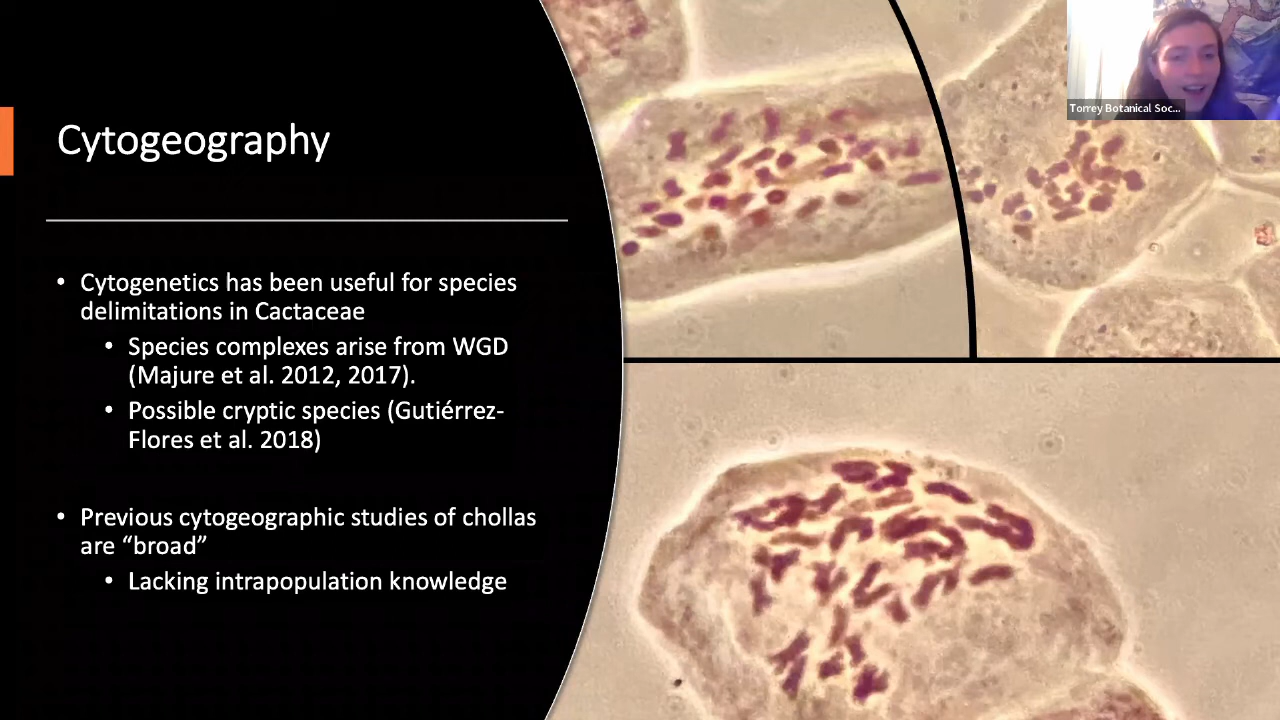 Cytogeography
• Cytogenetics has been useful for species
delimitations in Cactaceae
• Species complexes arise from WGD
(Majure et al. 2012, 2017).
• Possible cryptic species (Gutiérrez-
Flores et al. 2018)
• Previous cytogeographic studies of chollas
are “broad”
• Lacking intrapopulation knowledge
Torrey Botanical Soc...